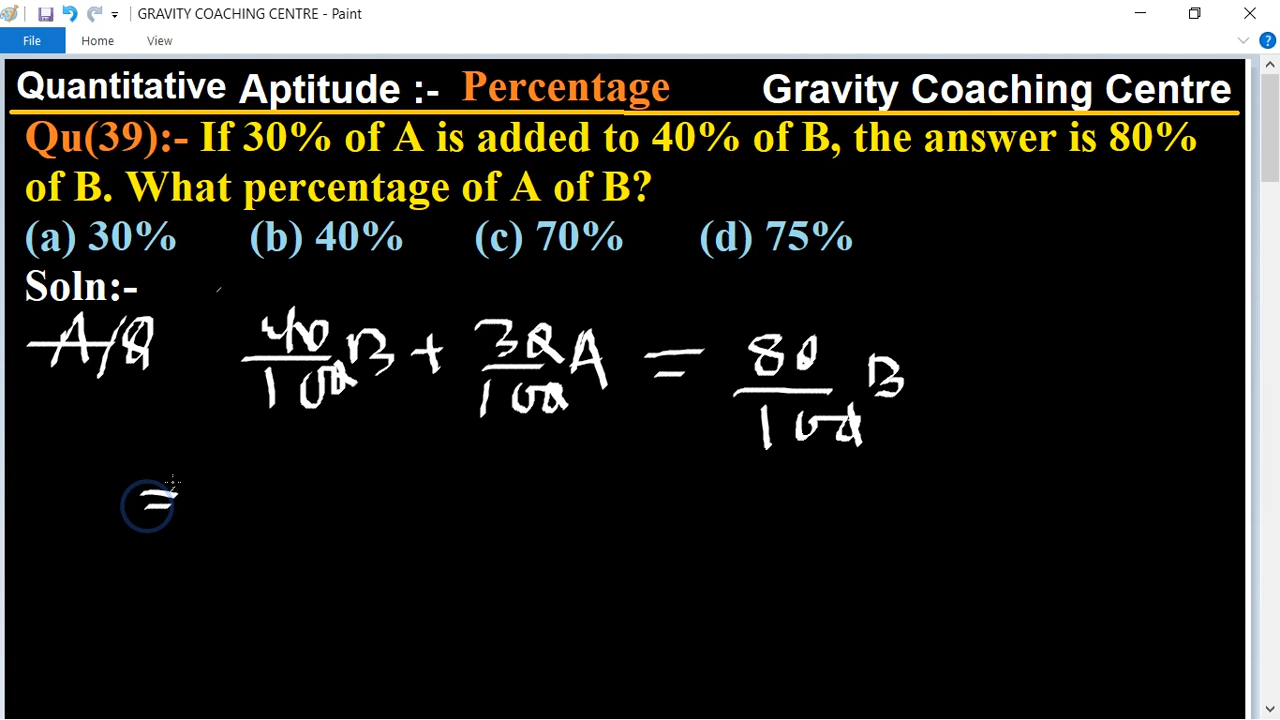 GRAVITY COACHING CENTRE - Paint
File Home View
Quantitative Aptitude :- Percentage Gravity Coaching Centre
Qu(39):- If 30% of A is added to 40% of B, the answer is 80%
of B. What percentage of A of B?
(a) 30% (b) 40% (c) 70% (d) 75%
Soln:-
A/Q 40/100 B + 30/100 A = 80/100 B
=